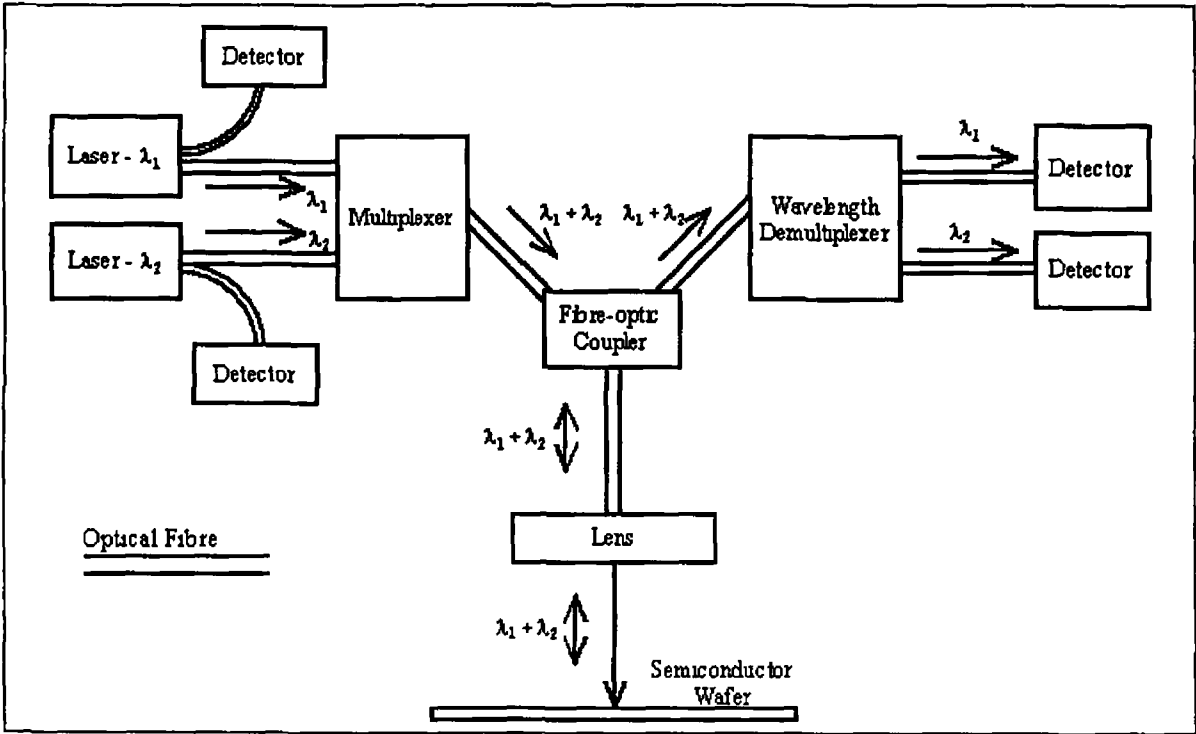 Detector
Laser - λ₁
λ₁
Multiplexer
λ₂
Laser - λ₂
Detector
λ₁ + λ₂
λ₁ + λ₂
Wavelength
Demultiplexer
λ₁
Detector
λ₂
Detector
Fibre-optic
Coupler
λ₁ + λ₂
Lens
Optical Fibre
λ₁ + λ₂
Semiconductor
Wafer